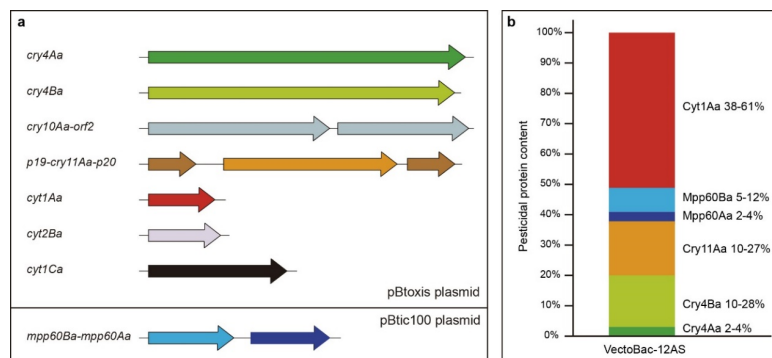 a
cry4Aa
cry4Ba
cry10Aa-orf2
p19-cry11Aa-p20
cyt1Aa
cyt2Ba
cyt1Ca
pBtoxis plasmid
pBtic100 plasmid
mpp60Ba-mpp60Aa
b
Pesticidal protein content
100%
90%
80%
70%
60%
50%
40%
30%
20%
10%
0%
Cyt1Aa 38-61%
Mpp60Ba 5-12%
Mpp60Aa 2-4%
Cry11Aa 10-27%
Cry4Ba 10-28%
Cry4Aa 2-4%
VectoBac-12AS